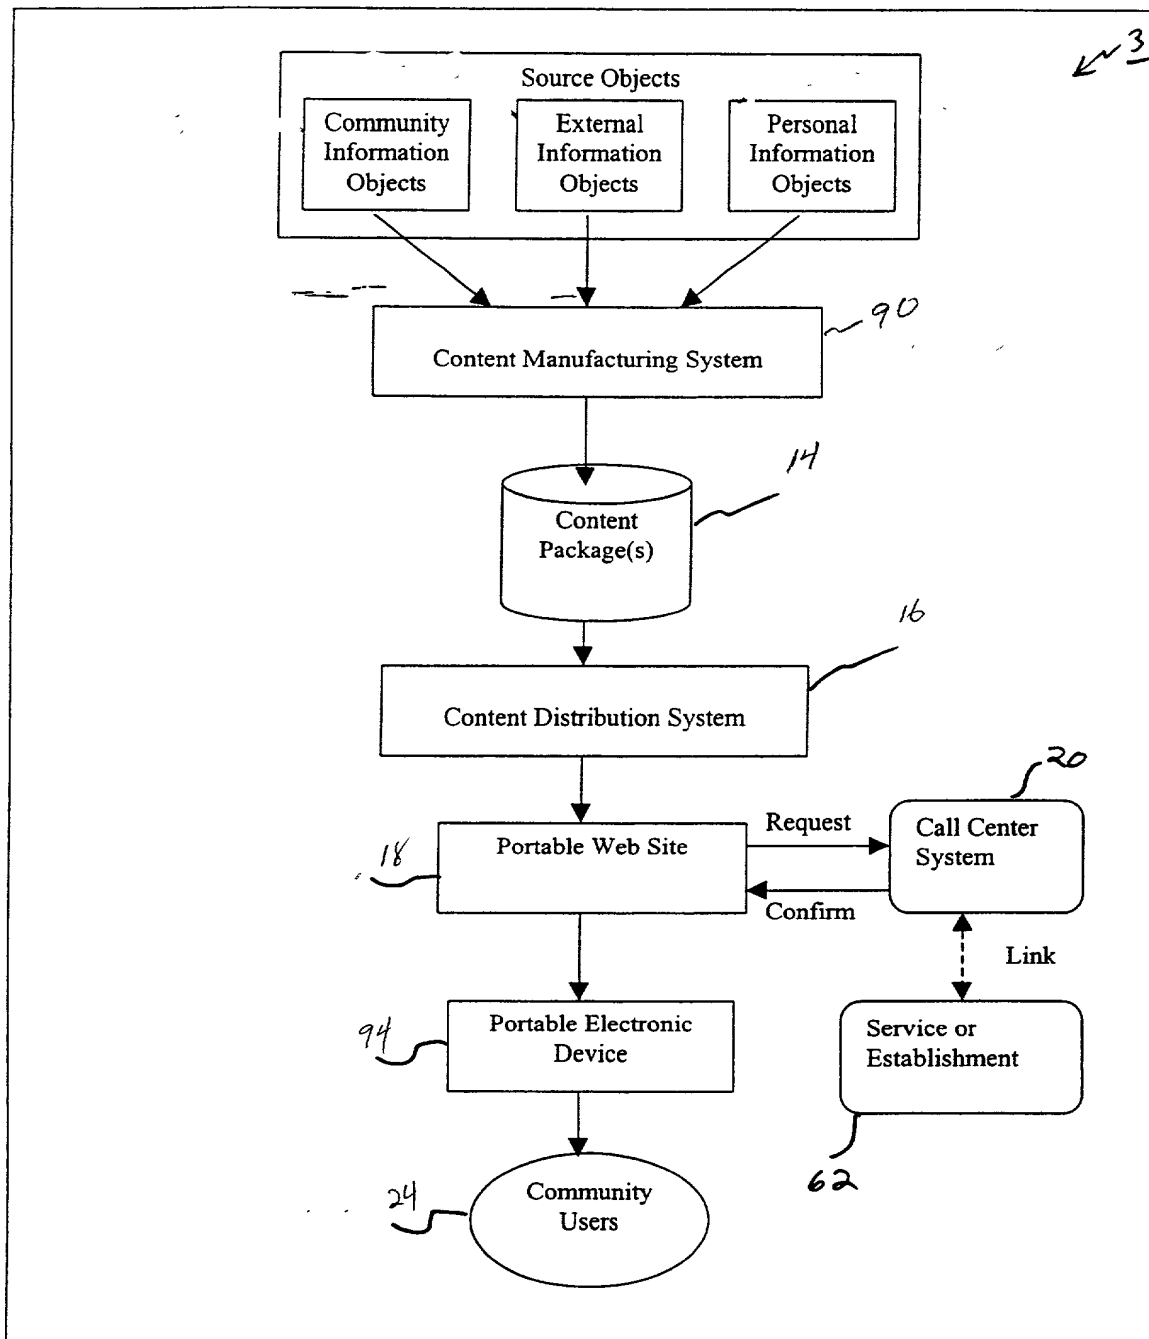 3
Source Objects
Community
Information
Objects
External
Information
Objects
Personal
Information
Objects
90
Content Manufacturing System
14
Content
Package(s)
16
Content Distribution System
20
18
Portable Web Site
Request
Confirm
Call Center
System
Link
94
Portable Electronic
Device
Service or
Establishment
62
24
Community
Users